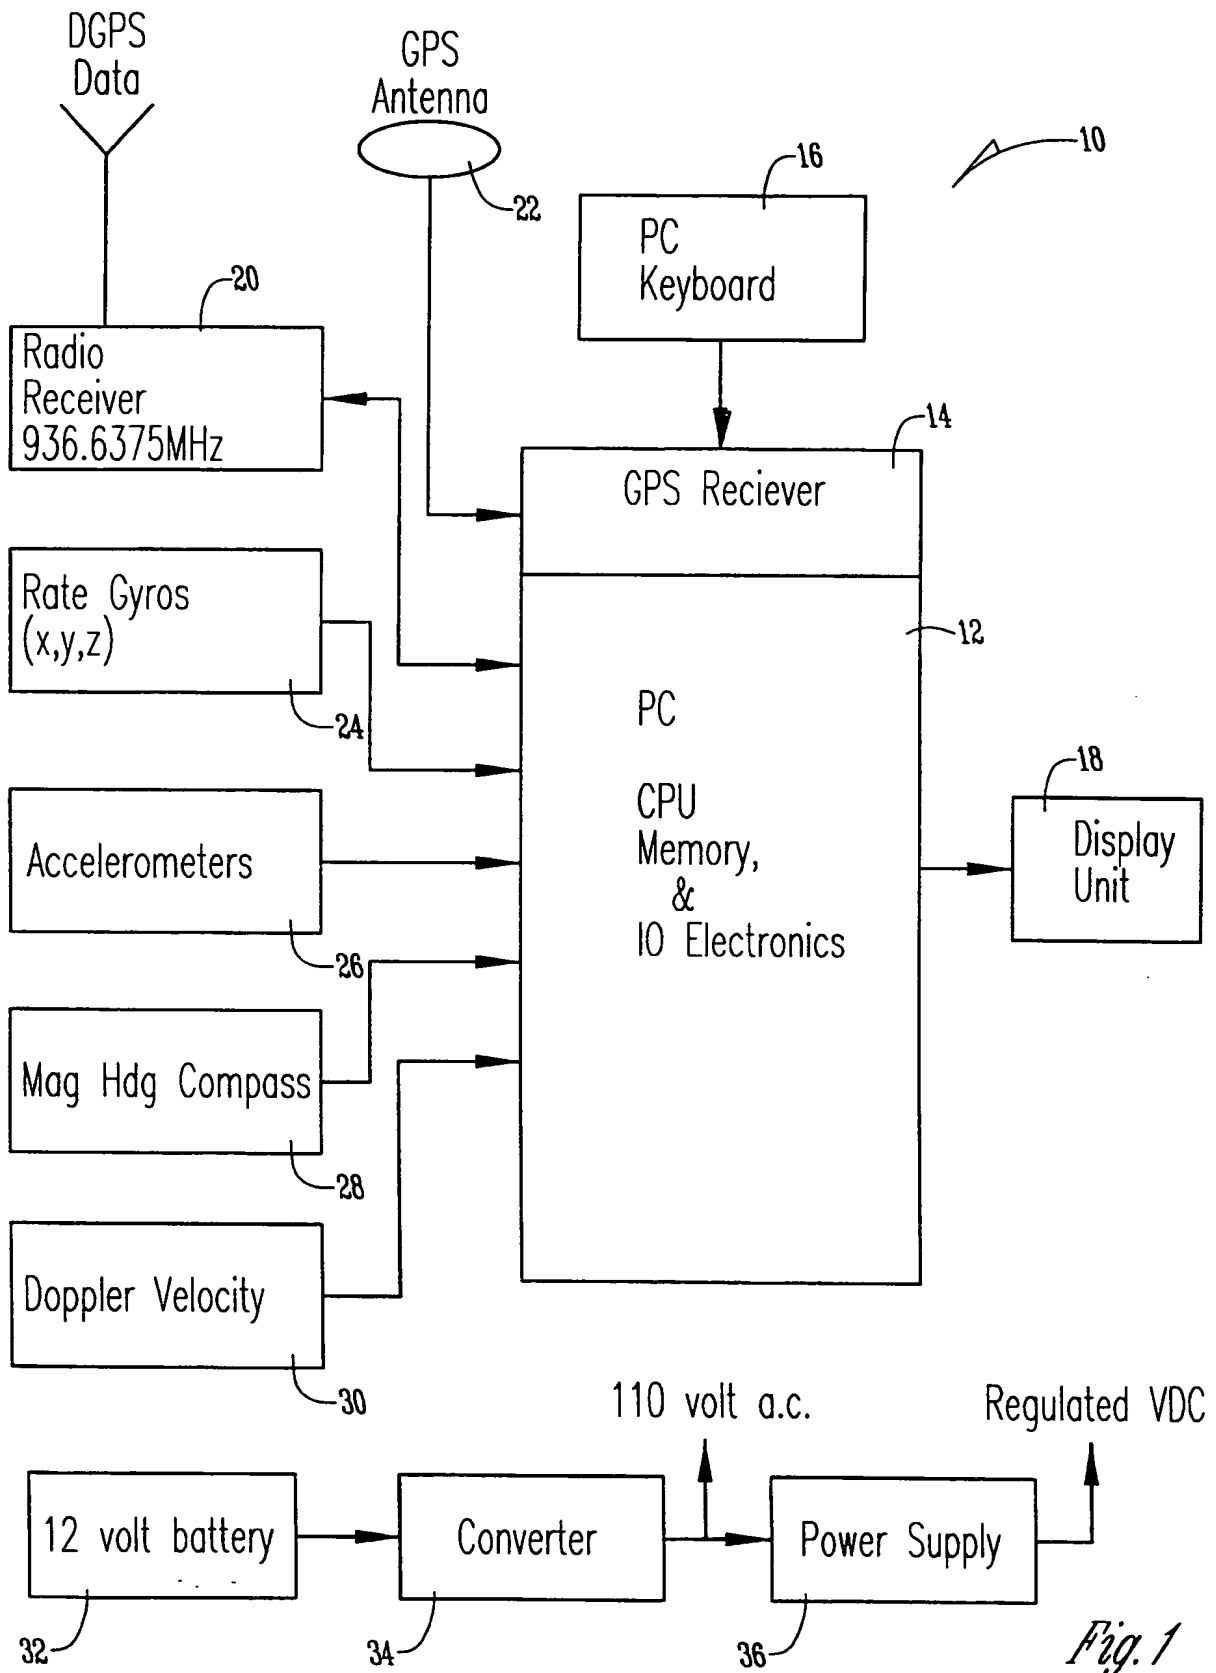 DGPS
Data
GPS
Antenna
10
16
22
PC
Keyboard
20
Radio
Receiver
936.6375MHz
14
GPS Reciever
Rate Gyros
(x,y,z)
24
12
PC
CPU
Memory,
&
IO Electronics
18
Display
Unit
Accelerometers
26
Mag Hdg Compass
28
Doppler Velocity
30
110 volt a.c.
Regulated VDC
12 volt battery
32
Converter
34
Power Supply
36
Fig. 1